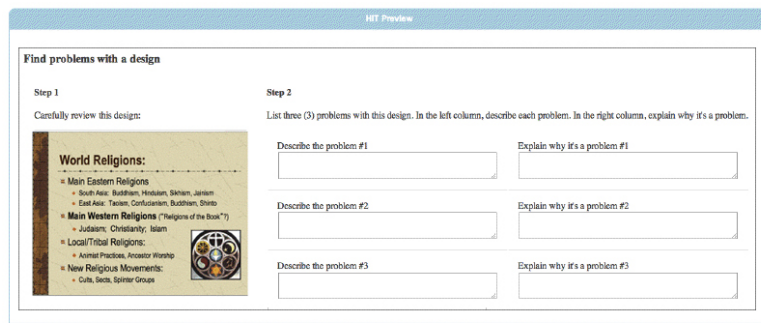 HIT Preview
Find problems with a design
Step 1
Carefully review this design:
World Religions:
Main Eastern Religions
South Asia: Buddhism, Hinduism, Sikhism, Jainism
East Asia: Taoism, Confucianism, Buddhism, Shinto
Main Western Religions ("Religions of the Book"?)
Judaism; Christianity; Islam
Local/Tribal Religions:
Animist Practices, Ancestor Worship
New Religious Movements:
Cults, Sects, Splinter Groups
Step 2
List three (3) problems with this design. In the left column, describe each problem. In the right column, explain why it's a problem.
Describe the problem #1
Explain why it's a problem #1
Describe the problem #2
Explain why it's a problem #2
Describe the problem #3
Explain why it's a problem #3